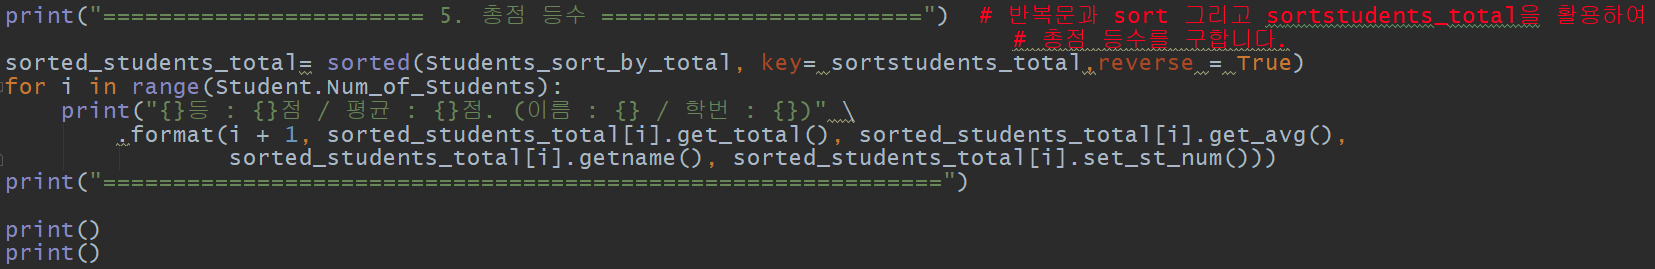 print("======================= 5. 총점 등수 =======================")  # 반복문과 sort 그리고 sortstudents_total을 활용하여
# 총점 등수를 구합니다.
sorted_students_total= sorted(Students_sort_by_total, key= sortstudents_total,reverse = True)
for i in range(Student.Num_of_Students):
    print("{}등 : {}점 / 평균 : {}점. (이름 : {} / 학번 : {})" \
        .format(i + 1, sorted_students_total[i].get_total(), sorted_students_total[i].get_avg(),
                sorted_students_total[i].getname(), sorted_students_total[i].set_st_num()))
print("============================================================")
print()
print()